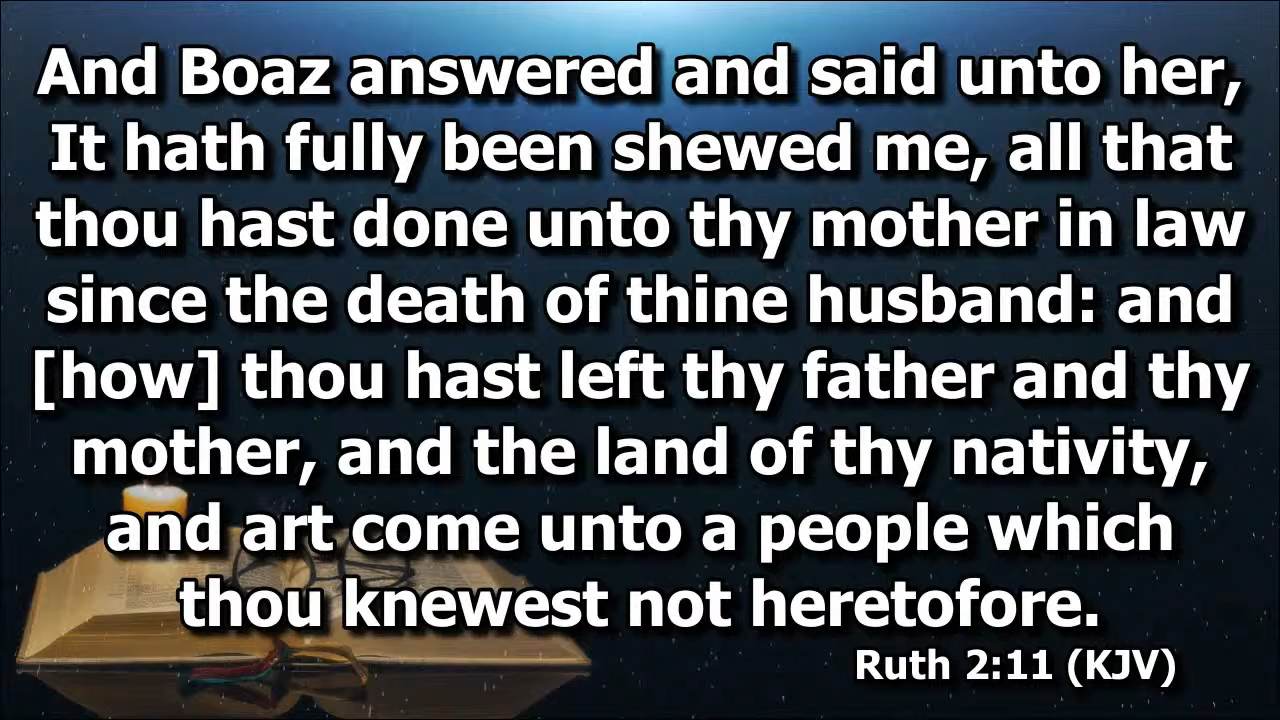 And Boaz answered and said unto her,
It hath fully been shewed me, all that
thou hast done unto thy mother in law
since the death of thine husband: and
[how] thou hast left thy father and thy
mother, and the land of thy nativity,
and art come unto a people which
thou knewest not heretofore.
Ruth 2:11 (KJV)